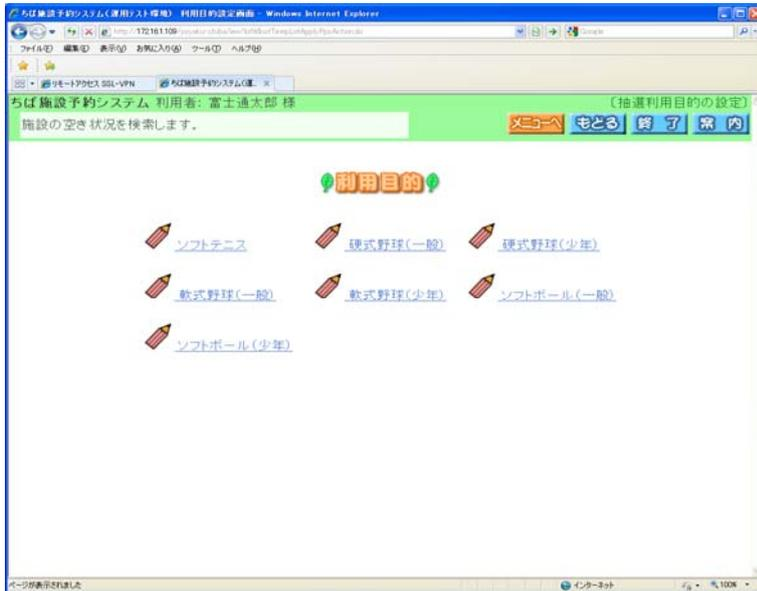 ちば施設予約システム(運用テスト環境) 利用目的設定画面 - Windows Internet Explorer
ファイル(F) 編集(E) 表示(V) お気に入り(A) ツール(T) ヘルプ(H)
リモートアクセス SSL-VPN
ちば施設予約システム 利用者: 富士通太郎 様 〔抽選利用目的の設定〕
施設の空き状況を検索します。 メニューへ もどる 終了 案内
利用目的
ソフトテニス 硬式野球(一般) 硬式野球(少年)
軟式野球(一般) 軟式野球(少年) ソフトボール(一般)
ソフトボール(少年)
ページが表示されました インターネット 100%